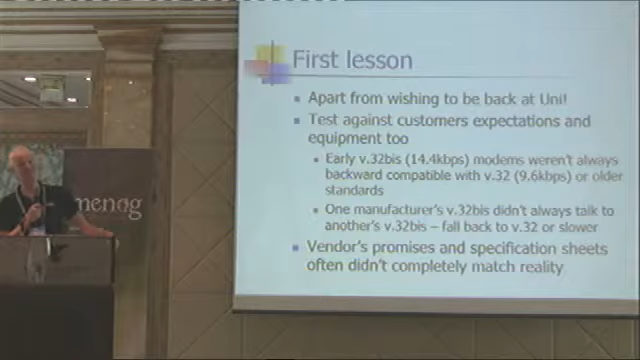 First lesson
Apart from wishing to be back at Uni!
Test against customers expectations and
equipment too
Early v.32bis (14.4kbps) modems weren't always
backward compatible with v.32 (9.6kbps) or older
standards
One manufacturer's v.32bis didn't always talk to
another's v.32bis – fall back to v.32 or slower
Vendor's promises and specification sheets
often didn't completely match reality
menog